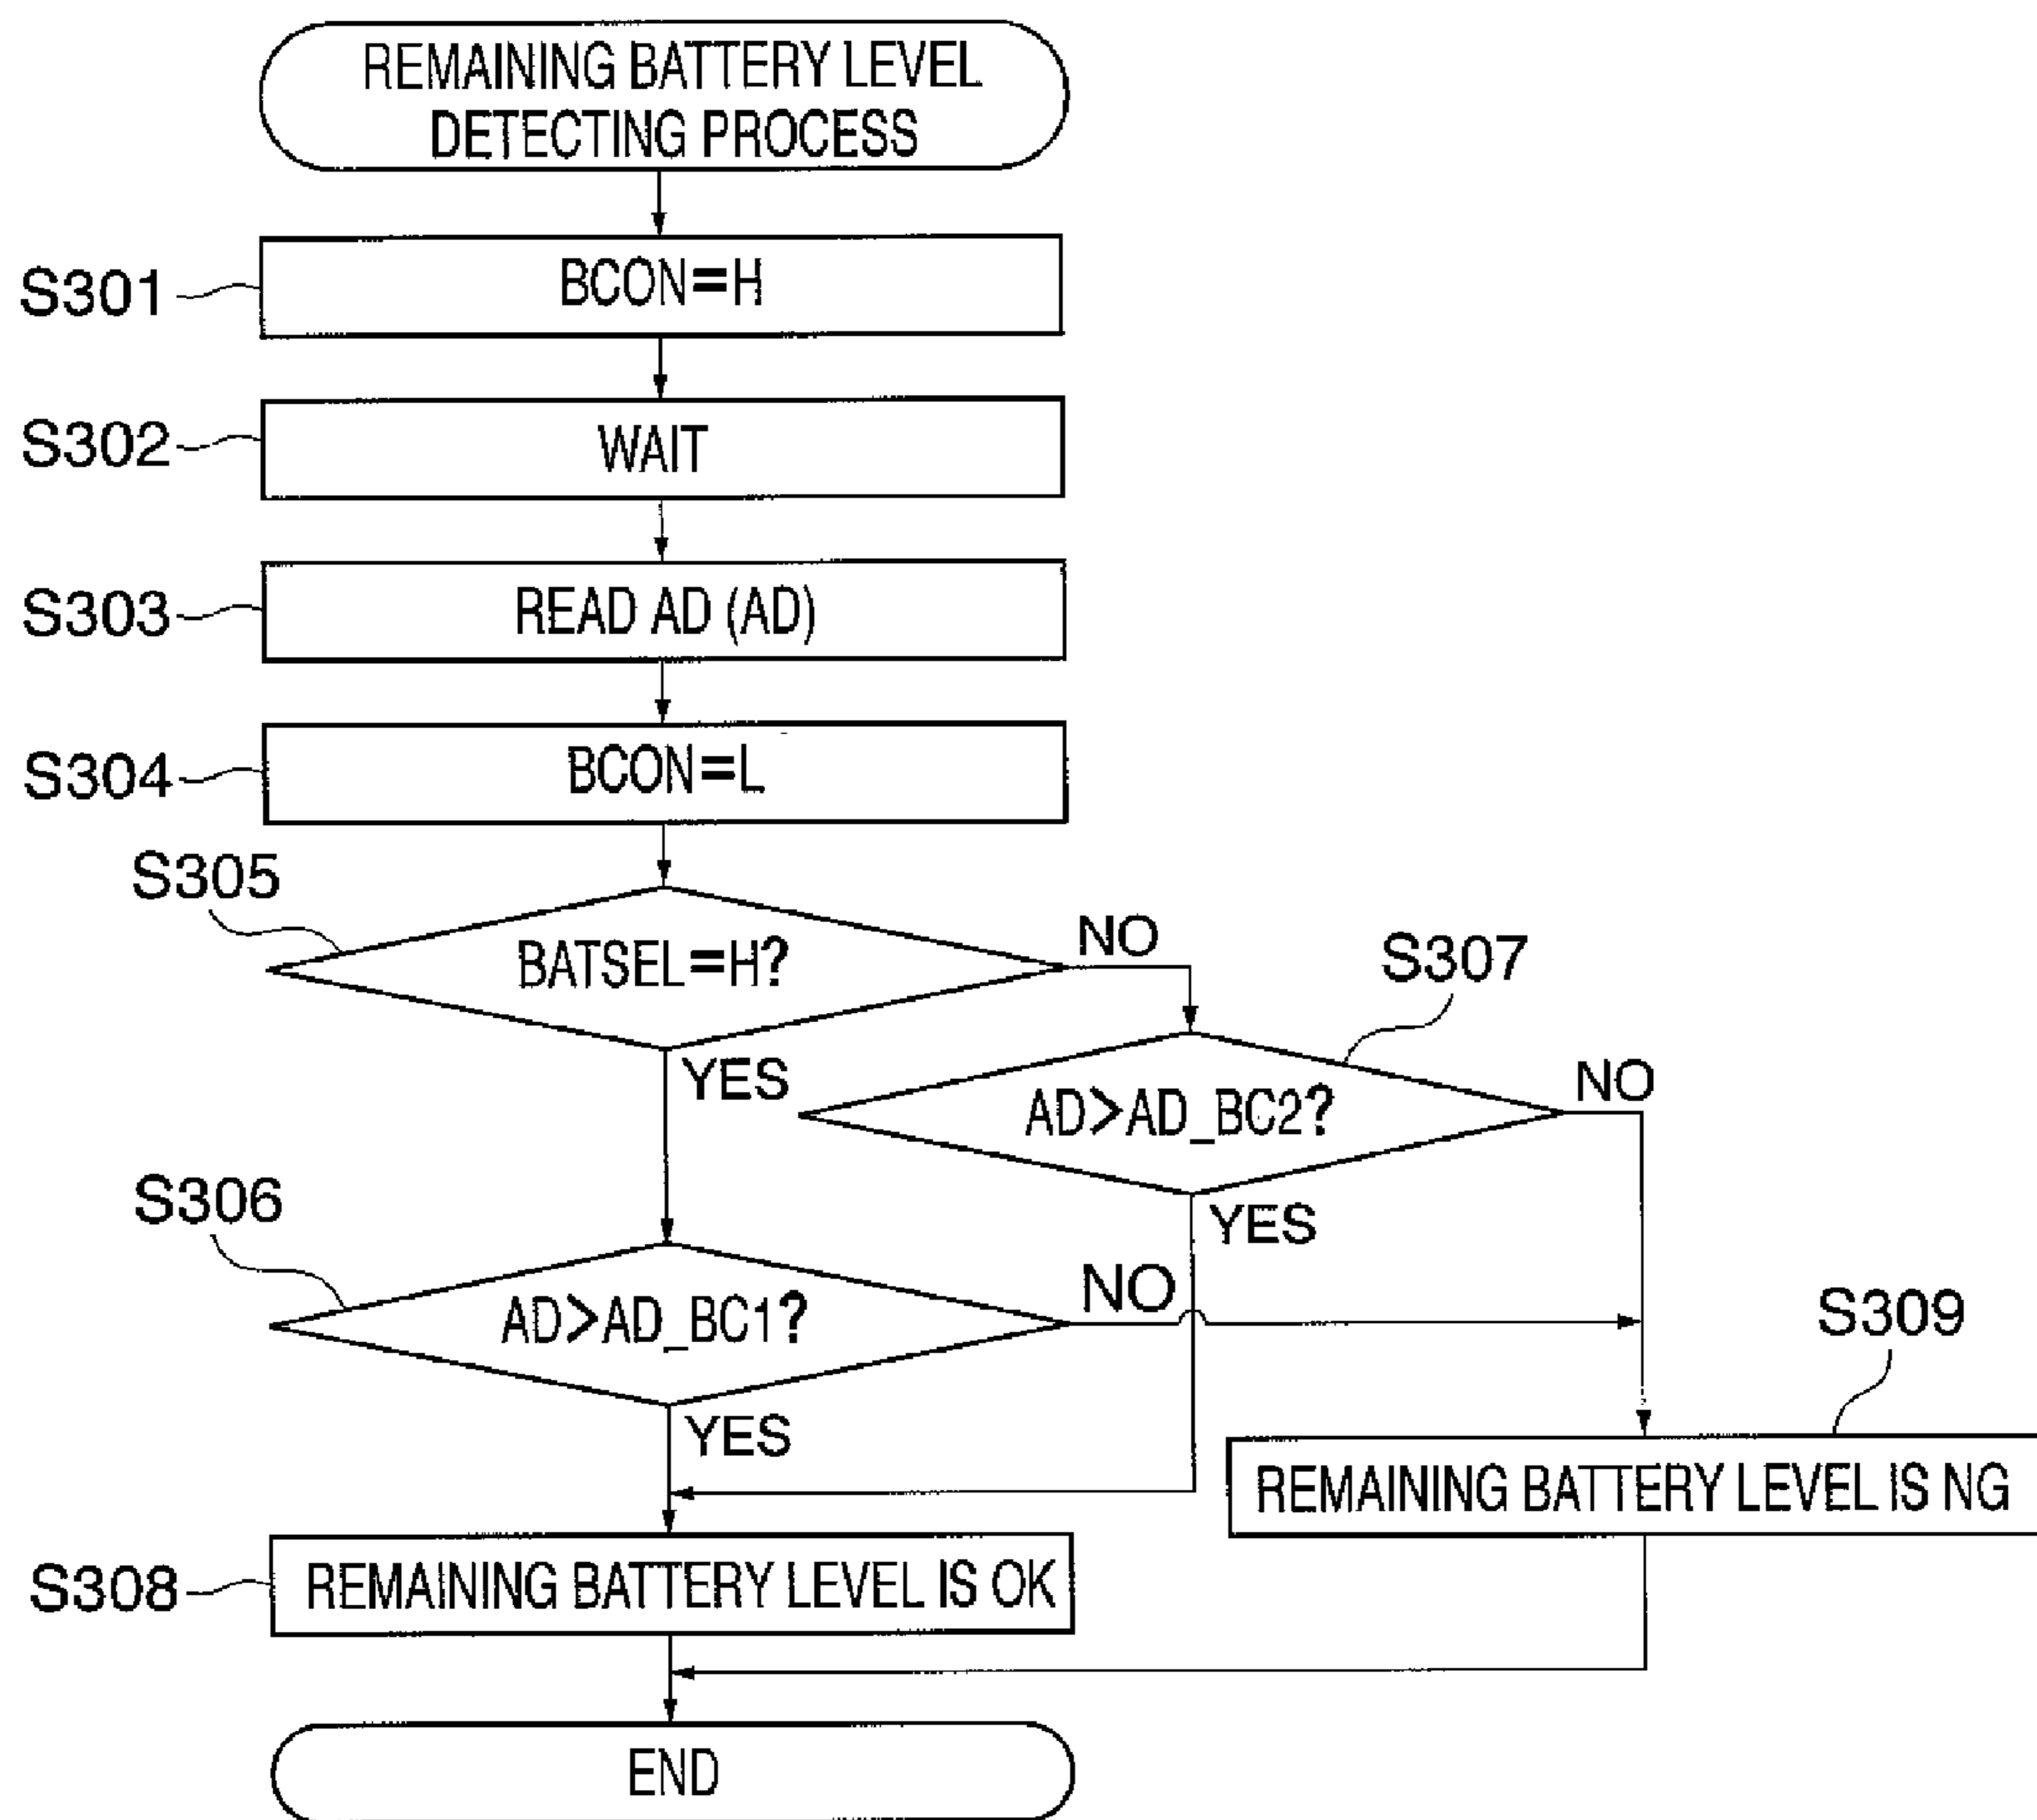 REMAINING BATTERY LEVEL
DETECTING PROCESS
S301
BCON=H
S302
WAIT
S303
READ AD (AD)
S304
BCON=L
S305
BATSEL=H?
NO
YES
S307
AD>AD_BC2?
NO
YES
S306
AD>AD_BC1?
NO
YES
S309
REMAINING BATTERY LEVEL IS NG
S308
REMAINING BATTERY LEVEL IS OK
END